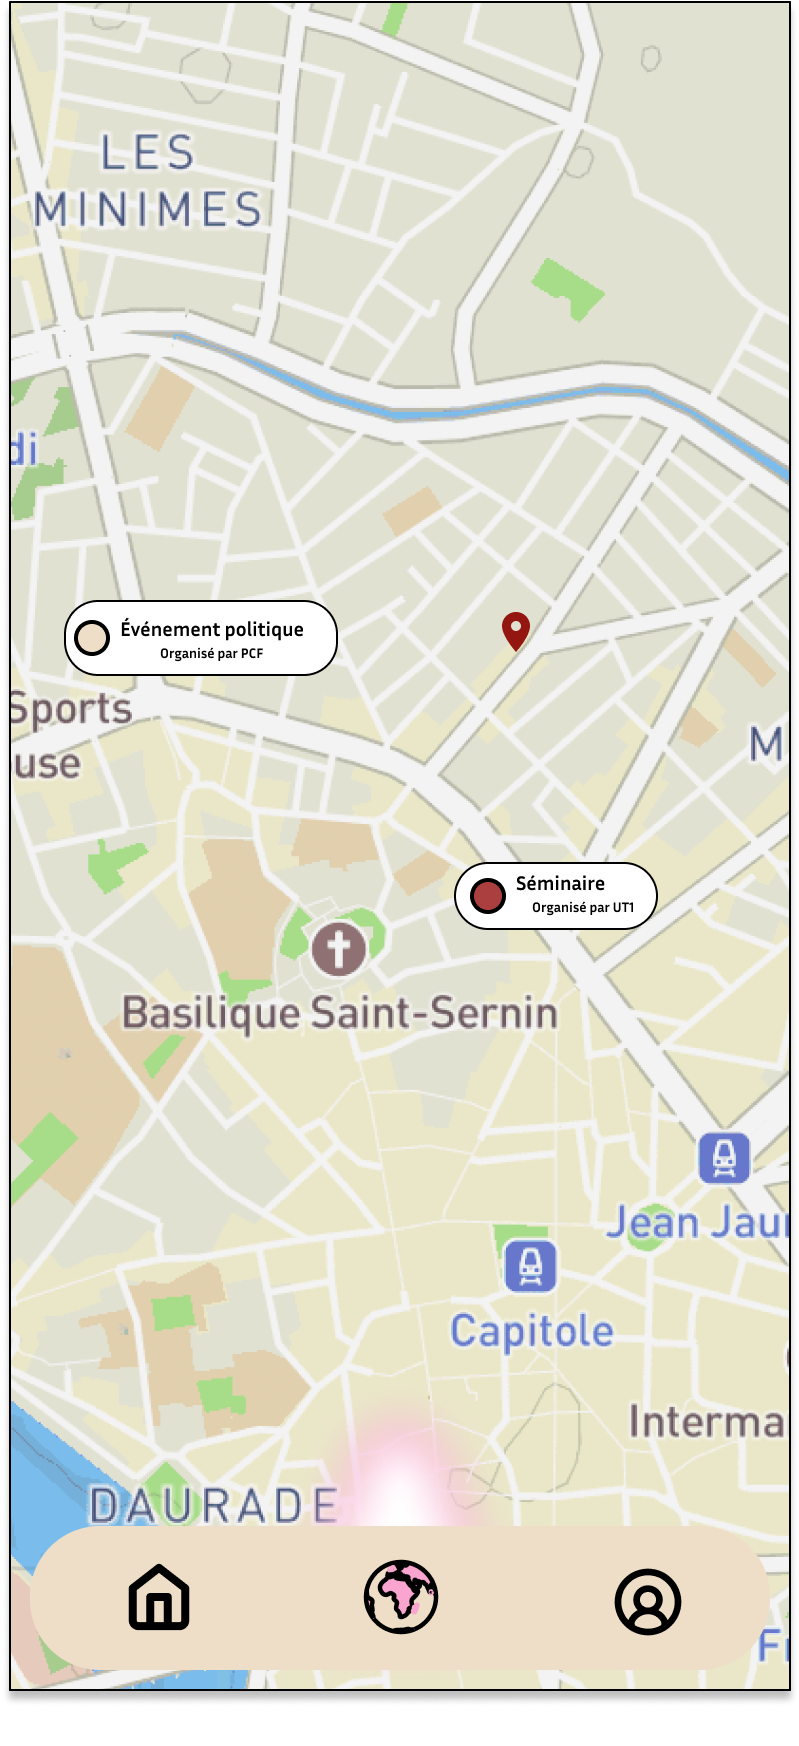 LES
MINIMES
di
Événement politique
Organisé par PCF
Sports
use
M
Séminaire
Organisé par UT1
Basilique Saint-Sernin
Jean Jau
Capitole
Interma
DAURADE
F